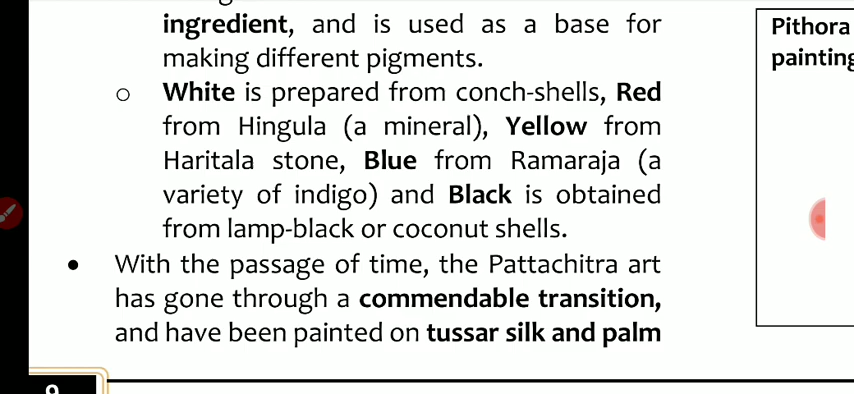 ingredient, and is used as a base for
making different pigments.
○ White is prepared from conch-shells, Red
from Hingula (a mineral), Yellow from
Haritala stone, Blue from Ramaraja (a
variety of indigo) and Black is obtained
from lamp-black or coconut shells.
• With the passage of time, the Pattachitra art
has gone through a commendable transition,
and have been painted on tussar silk and palm
Pithora
painting